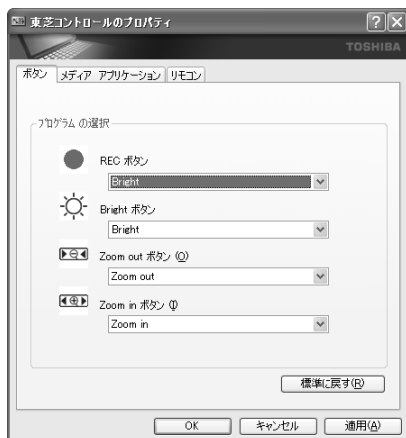 東芝コントロールのプロパティ
TOSHIBA
ボタン メディア アプリケーション リモコン
プログラム の選択
REC ボタン
Bright
Bright ボタン
Bright
Zoom out ボタン (O)
Zoom out
Zoom in ボタン (I)
Zoom in
標準に戻す(R)
OK キャンセル 適用(A)